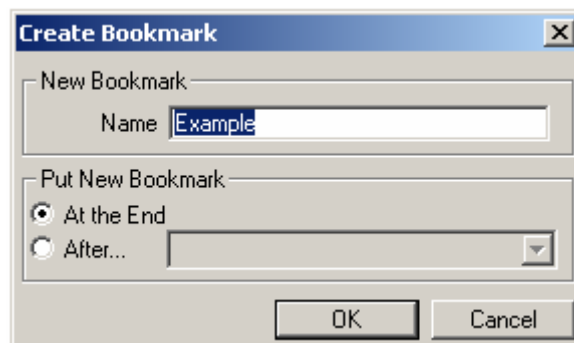 Create Bookmark
New Bookmark
Name Example
Put New Bookmark
At the End
After...
OK Cancel